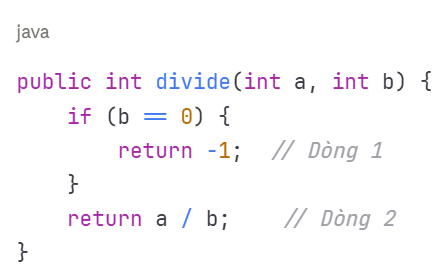 java
public int divide(int a, int b) {
    if (b == 0) {
        return -1;  // Dòng 1
    }
    return a / b;    // Dòng 2
}